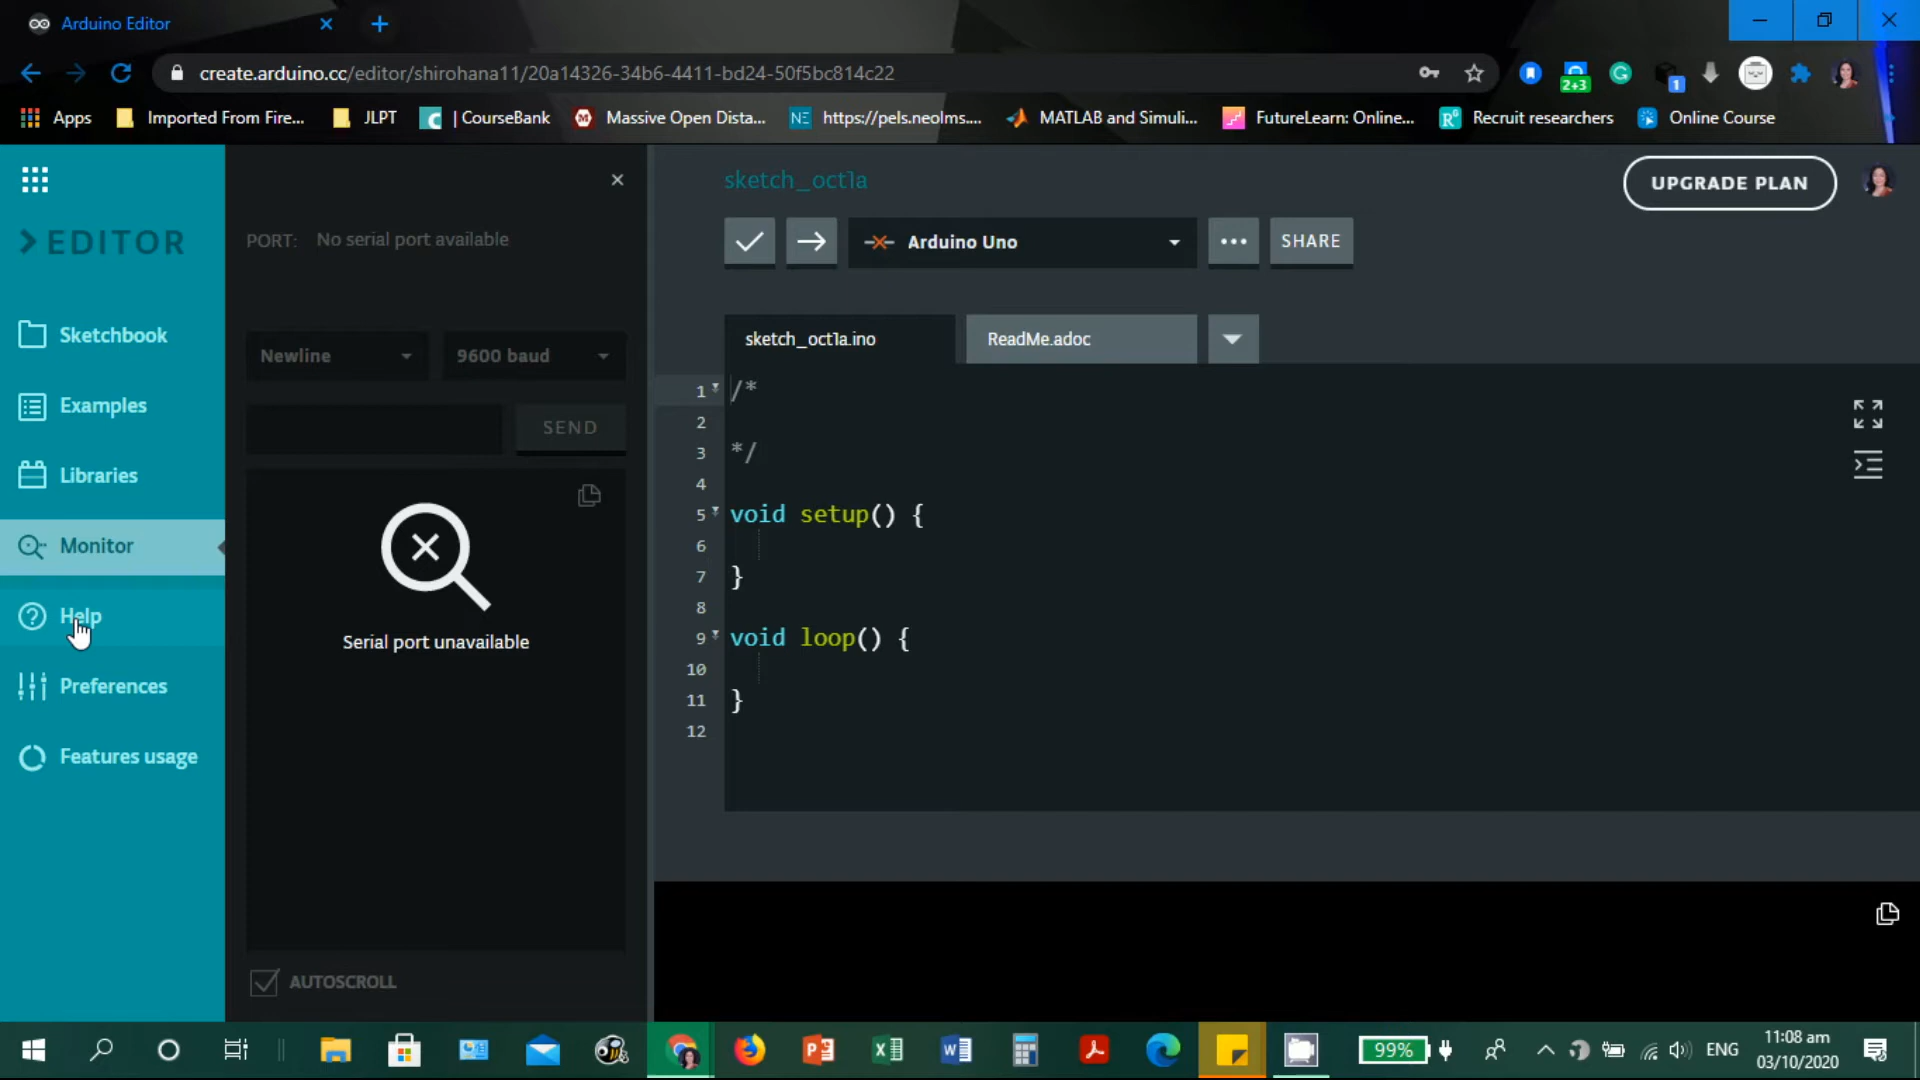 Arduino Editor
create.arduino.cc/editor/shirohana11/20a14326-34b6-4411-bd24-50f5bc814c22
2+3
1
Apps
Imported From Fire...
JLPT
| CourseBank
Massive Open Dista...
NE https://pels.neolms....
MATLAB and Simuli...
FutureLearn: Online...
Recruit researchers
Online Course
EDITOR
Sketchbook
Examples
Libraries
Monitor
Help
Preferences
Features usage
PORT: No serial port available
Newline
9600 baud
SEND
Serial port unavailable
AUTOSCROLL
sketch_oct1a
UPGRADE PLAN
Arduino Uno
SHARE
sketch_oct1a.ino
ReadMe.adoc
1 /*
2
3 */
4
5 void setup() {
6
7 }
8
9 void loop() {
10
11 }
12
99%
ENG
11:08 am
03/10/2020